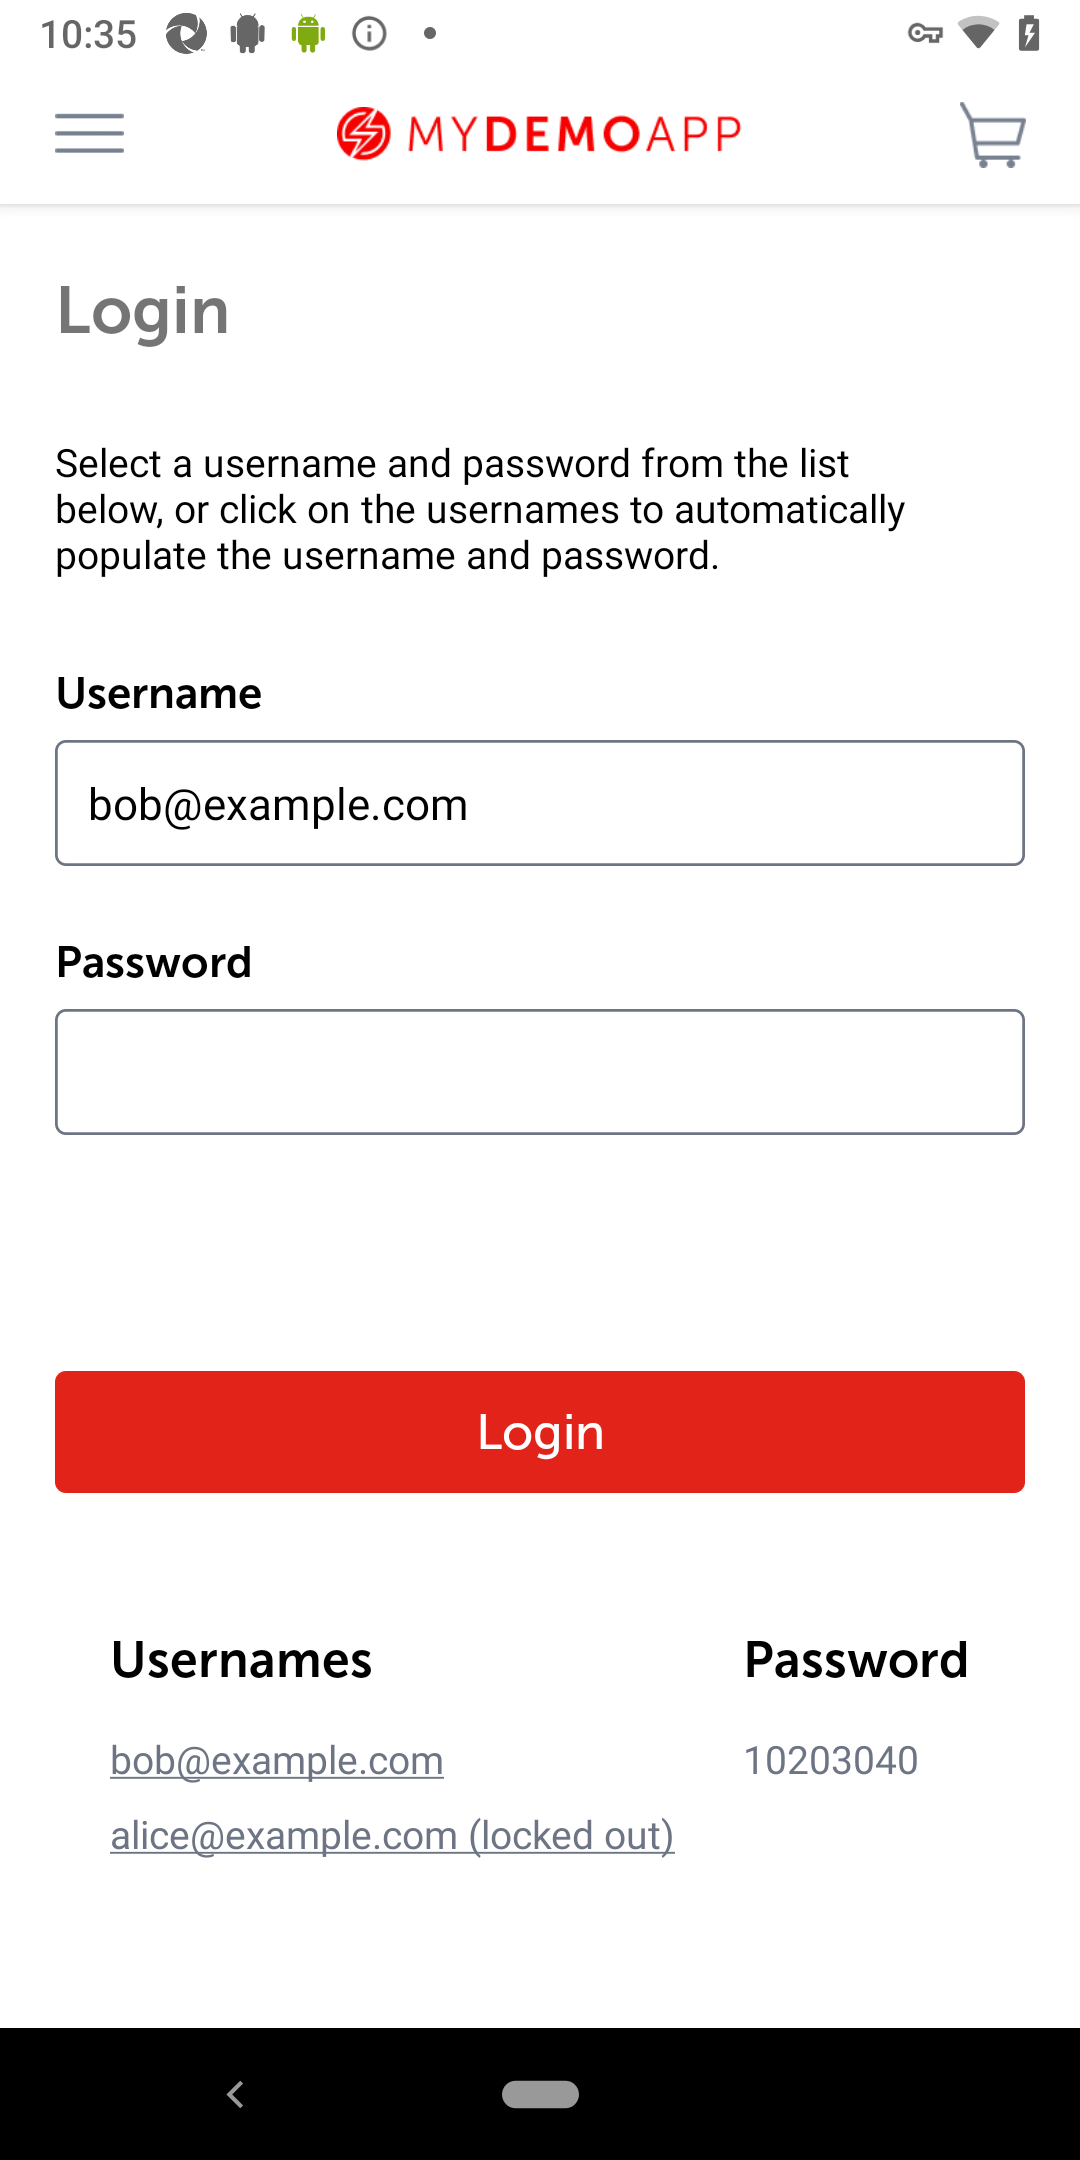 10:35
MYDEMOAPP
Login
Select a username and password from the list
below, or click on the usernames to automatically
populate the username and password.
Username
bob@example.com
Password
Login
Usernames Password
bob@example.com 10203040
alice@example.com (locked out)